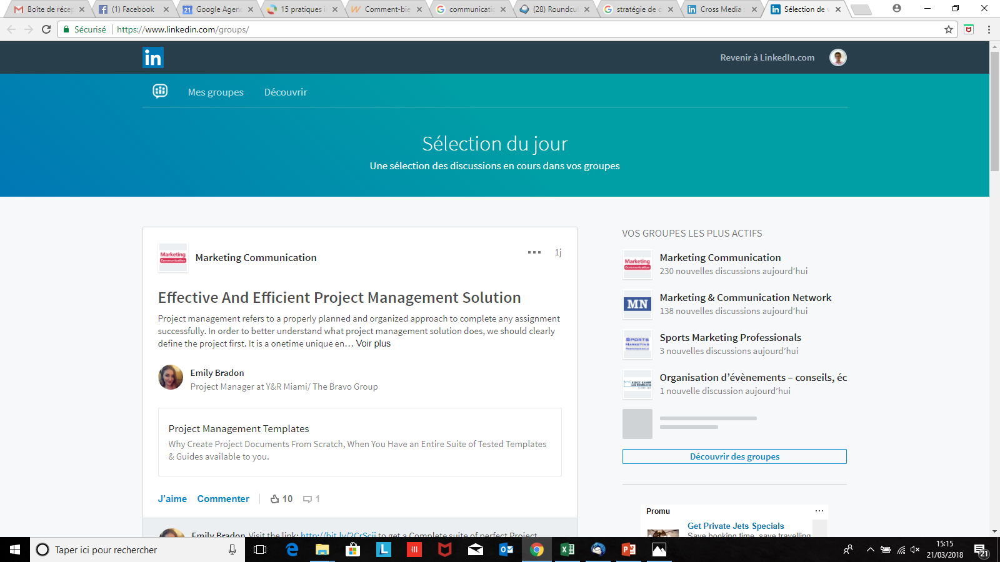 Boîte de récep
(1) Facebook
Google Agen
15 pratiques i
Comment-bie
communicati
(28) Roundcu
stratégie de c
Cross Media
Sélection de v
Sécurisé
https://www.linkedin.com/groups/
in
Revenir à LinkedIn.com
Mes groupes
Découvrir
Sélection du jour
Une sélection des discussions en cours dans vos groupes
Marketing Communication
Marketing Communication
1j
Effective And Efficient Project Management Solution
Project management refers to a properly planned and organized approach to complete any assignment
successfully. In order to better understand what project management solution does, we should clearly
define the project first. It is a onetime unique en… Voir plus
Emily Bradon
Project Manager at Y&R Miami/ The Bravo Group
Project Management Templates
Why Create Project Documents From Scratch, When You Have an Entire Suite of Tested Templates
& Guides available to you.
J'aime
Commenter
10
1
Emily Bradon Visit the link: http://bit.ly/2CrScii to get a Complete suite of perfect Project
VOS GROUPES LES PLUS ACTIFS
Marketing Communication
Marketing Communication
230 nouvelles discussions aujourd'hui
MN
Marketing & Communication Network
138 nouvelles discussions aujourd'hui
SPORTS MARKETING PROFESSIONALS
Sports Marketing Professionals
3 nouvelles discussions aujourd'hui
Organisation d'évènements – conseils, éc
1 nouvelle discussion aujourd'hui
Découvrir des groupes
Promu
Get Private Jets Specials
Save booking time, save travelling
Taper ici pour rechercher
15:15
21/03/2018
21